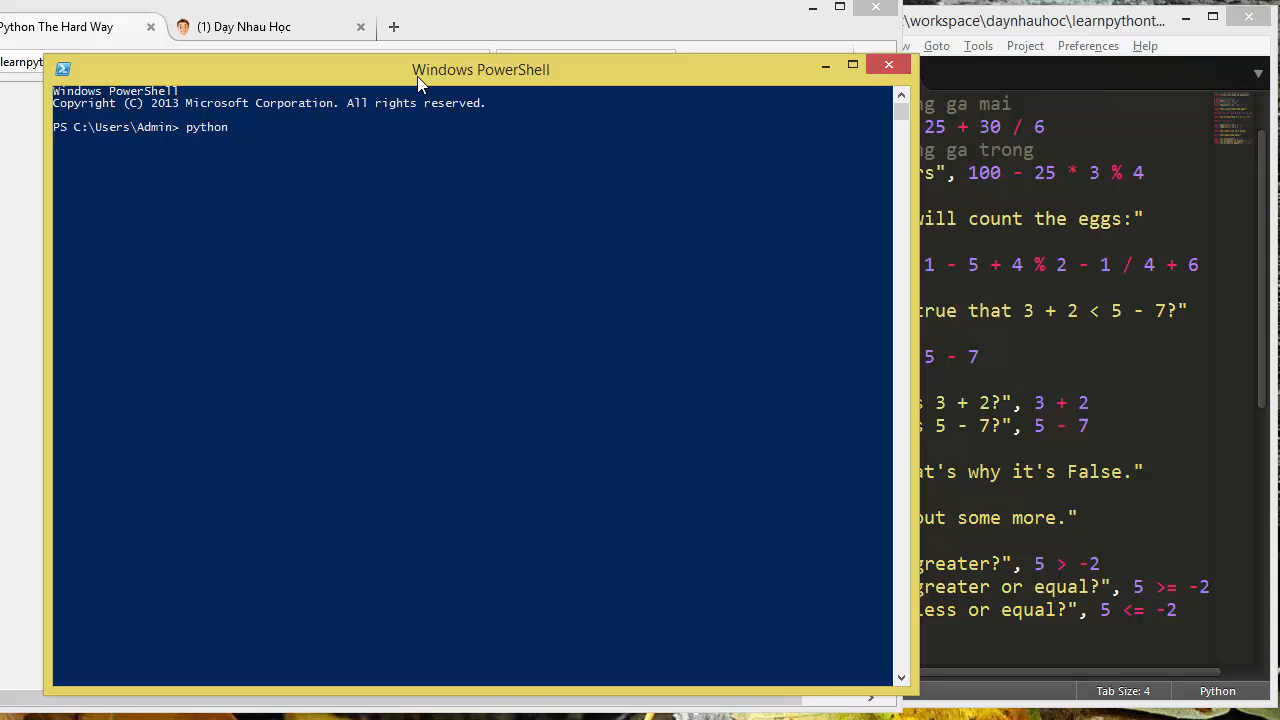 Python The Hard Way
(1) Dạy Nhau Học
\workspace\daynhauhoc\learnpythont...
learnpyt
Goto Tools Project Preferences Help
Windows PowerShell
Windows PowerShell
Copyright (C) 2013 Microsoft Corporation. All rights reserved.
PS C:\Users\Admin> python
ng ga mai
25 + 30 / 6
ng ga trong
rs", 100 - 25 * 3 % 4
will count the eggs:"
1 - 5 + 4 % 2 - 1 / 4 + 6
true that 3 + 2 < 5 - 7?"
5 - 7
s 3 + 2?", 3 + 2
s 5 - 7?", 5 - 7
at's why it's False."
out some more."
greater?", 5 > -2
greater or equal?", 5 >= -2
less or equal?", 5 <= -2
Tab Size: 4 Python